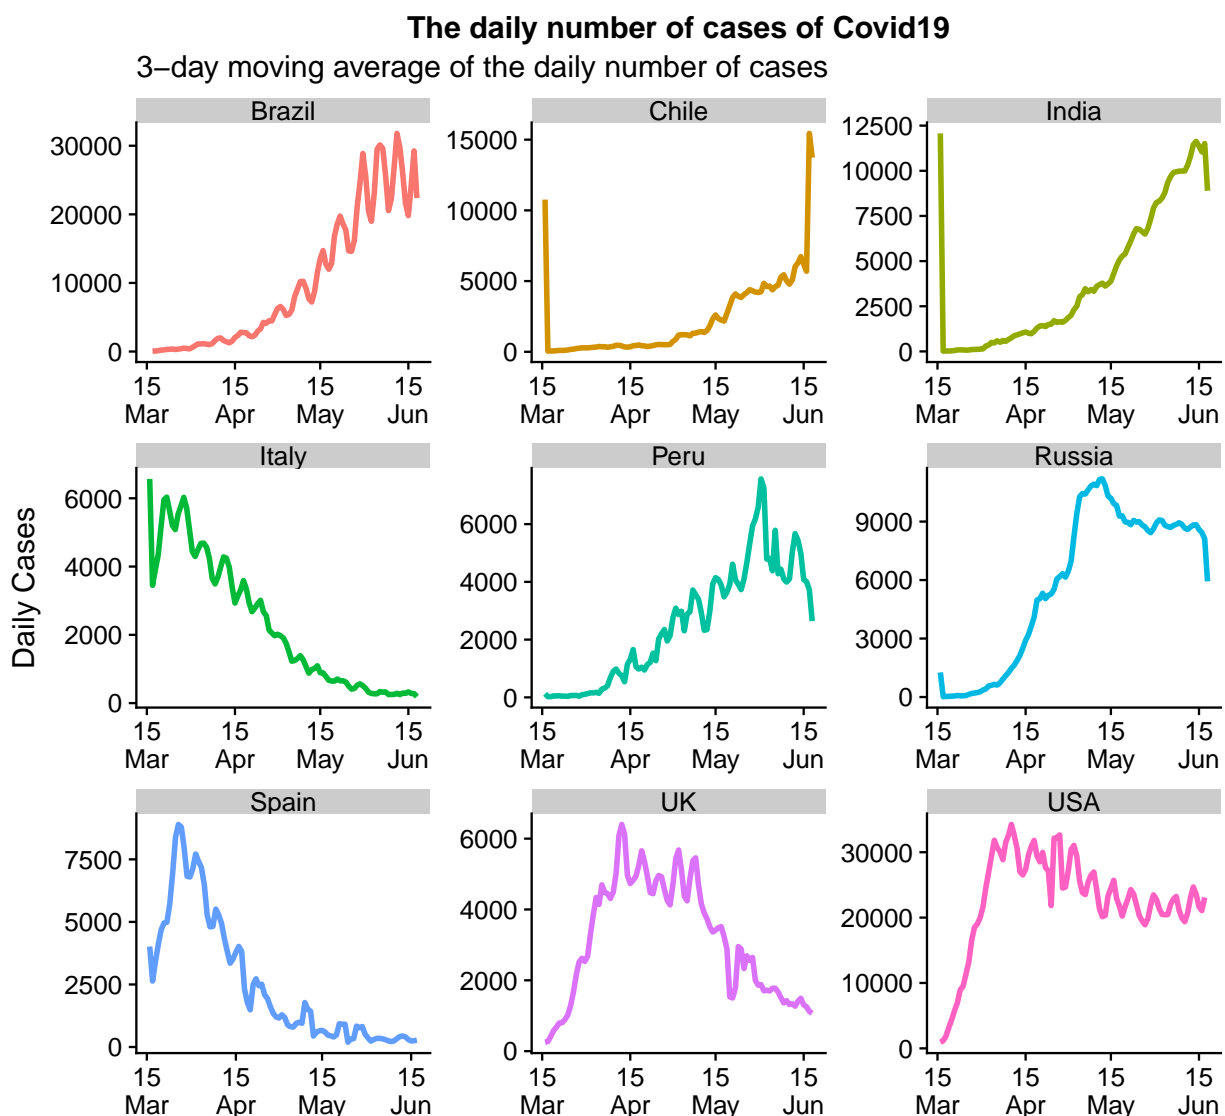 The daily number of cases of Covid19
3−day moving average of the daily number of cases
Brazil
Chile
India
30000
20000
10000
0
15000
10000
5000
0
12500
10000
7500
5000
2500
0
15 15 15 15
Mar Apr May Jun
15 15 15 15
Mar Apr May Jun
15 15 15 15
Mar Apr May Jun
Daily Cases
Italy
Peru
Russia
6000
4000
2000
0
6000
4000
2000
0
9000
6000
3000
0
15 15 15 15
Mar Apr May Jun
15 15 15 15
Mar Apr May Jun
15 15 15 15
Mar Apr May Jun
Spain
UK
USA
7500
5000
2500
0
6000
4000
2000
0
30000
20000
10000
0
15 15 15 15
Mar Apr May Jun
15 15 15 15
Mar Apr May Jun
15 15 15 15
Mar Apr May Jun